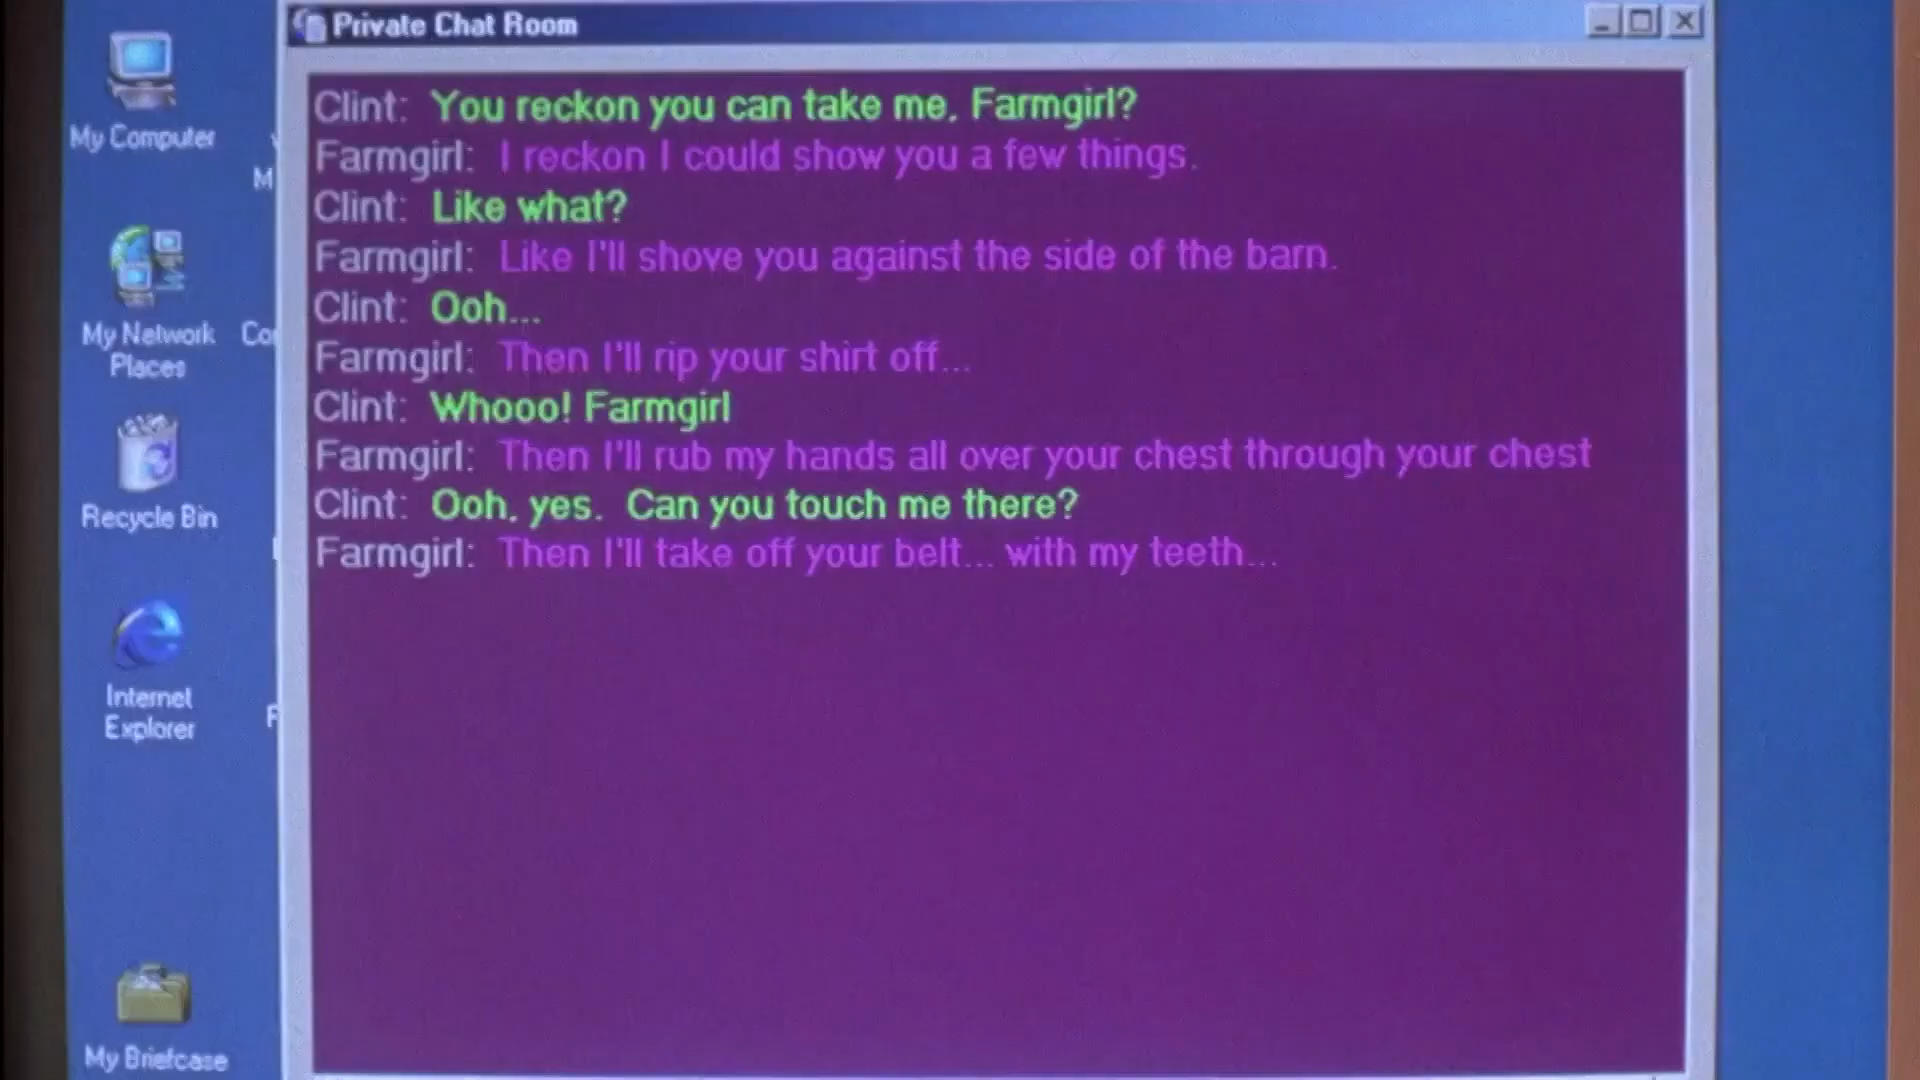 Private Chat Room
Clint: You reckon you can take me, Farmgirl?
Farmgirl: I reckon I could show you a few things.
Clint: Like what?
Farmgirl: Like I'll shove you against the side of the barn.
Clint: Ooh...
Farmgirl: Then I'll rip your shirt off...
Clint: Whooo! Farmgirl
Farmgirl: Then I'll rub my hands all over your chest through your chest
Clint: Ooh, yes. Can you touch me there?
Farmgirl: Then I'll take off your belt... with my teeth...
My Computer
My Network
Places
Recycle Bin
Internet
Explorer
My Briefcase